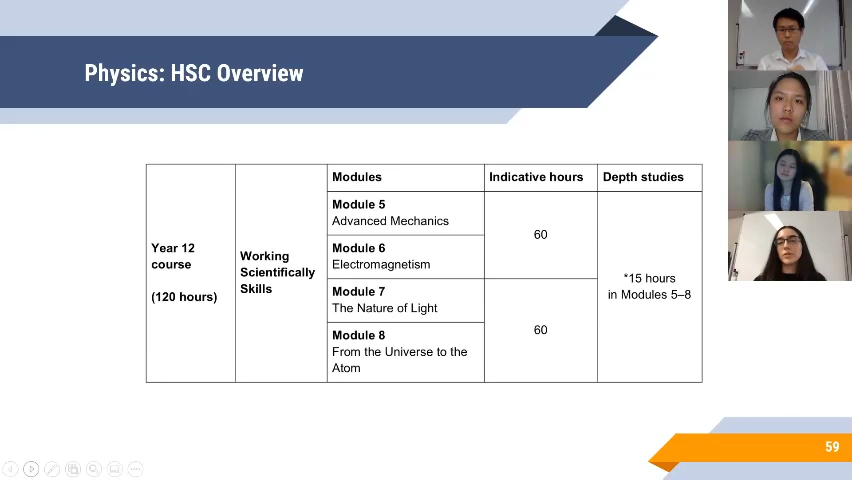 Physics: HSC Overview
Modules
Indicative hours
Depth studies
Year 12
course
(120 hours)
Working
Scientifically
Skills
Module 5
Advanced Mechanics
Module 6
Electromagnetism
60
Module 7
The Nature of Light
Module 8
From the Universe to the
Atom
60
*15 hours
in Modules 5–8
59